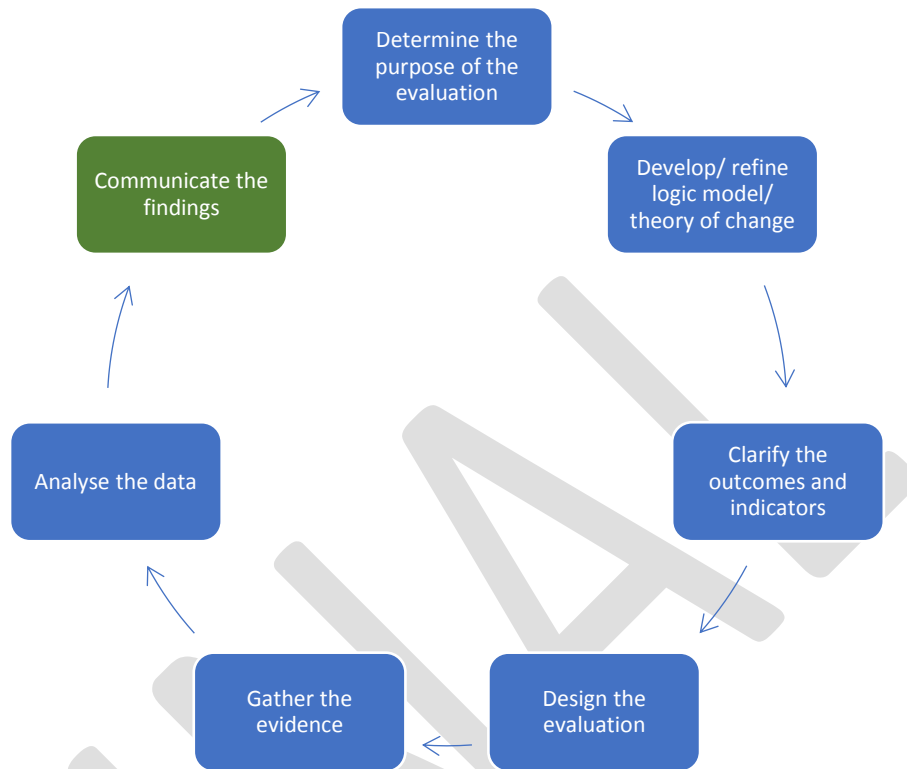 Determine the
purpose of the
evaluation
Develop/ refine
logic model/
theory of change
Clarify the
outcomes and
indicators
Design the
evaluation
Gather the
evidence
Analyse the data
Communicate the
findings